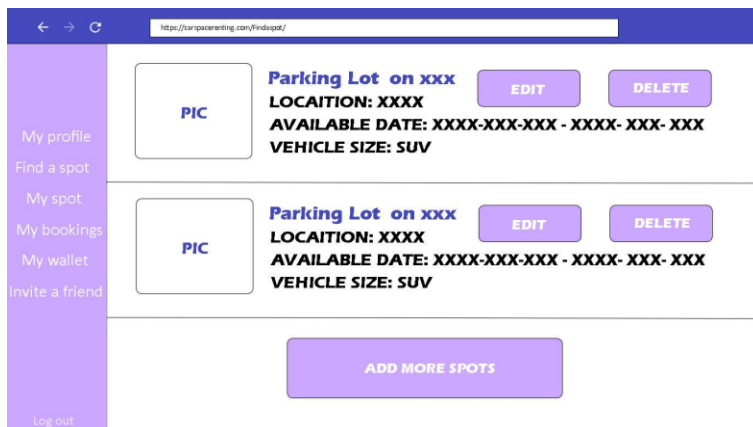 https://carspacerenting.com/Findaspot/
My profile
Find a spot
My spot
My bookings
My wallet
Invite a friend
Log out
PIC
Parking Lot on xxx
EDIT
DELETE
LOCAITION: XXXX
AVAILABLE DATE: XXXX-XXX-XXX - XXXX- XXX- XXX
VEHICLE SIZE: SUV
PIC
Parking Lot on xxx
EDIT
DELETE
LOCAITION: XXXX
AVAILABLE DATE: XXXX-XXX-XXX - XXXX- XXX- XXX
VEHICLE SIZE: SUV
ADD MORE SPOTS